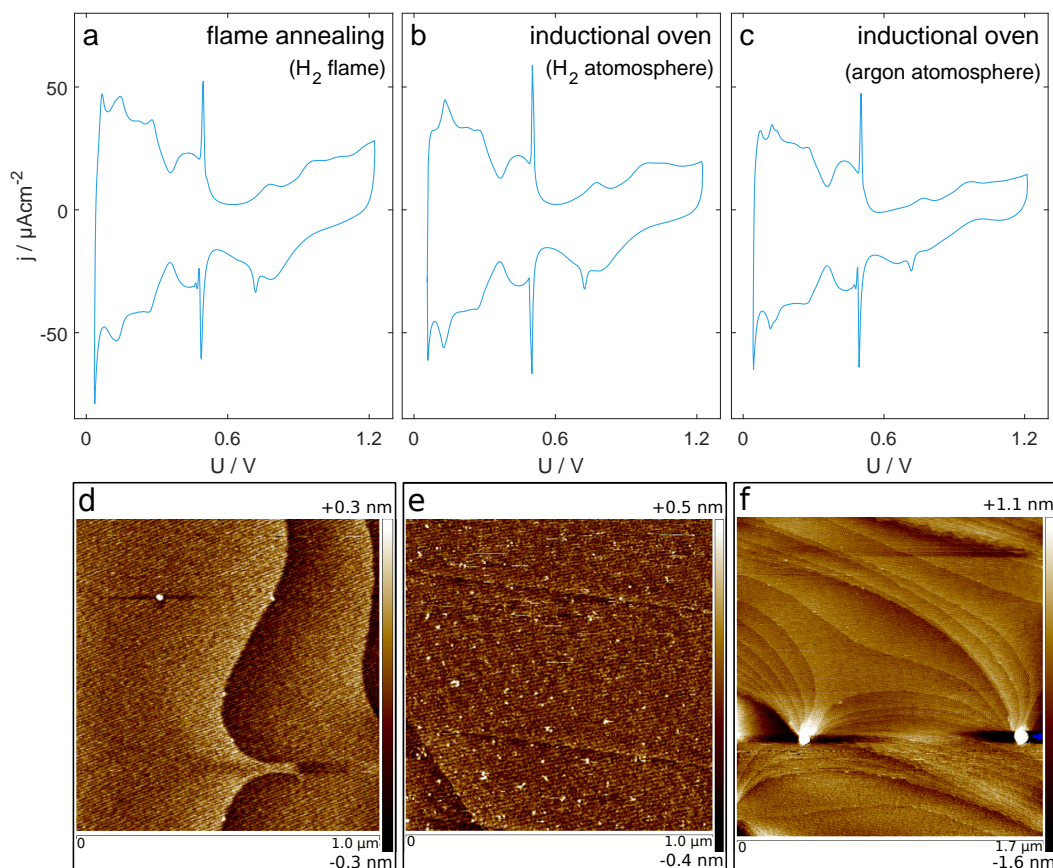 a
flame annealing
(H2 flame)
b
inductional oven
(H2 atomosphere)
c
inductional oven
(argon atomosphere)
50
0
-50
j / µAcm-2
0
0.6
1.2
U / V
0
0.6
1.2
U / V
0
0.6
1.2
U / V
d
+0.3 nm
0
1.0 µm
-0.3 nm
e
+0.5 nm
0
1.0 µm
-0.4 nm
f
+1.1 nm
0
1.7 µm
-1.6 nm